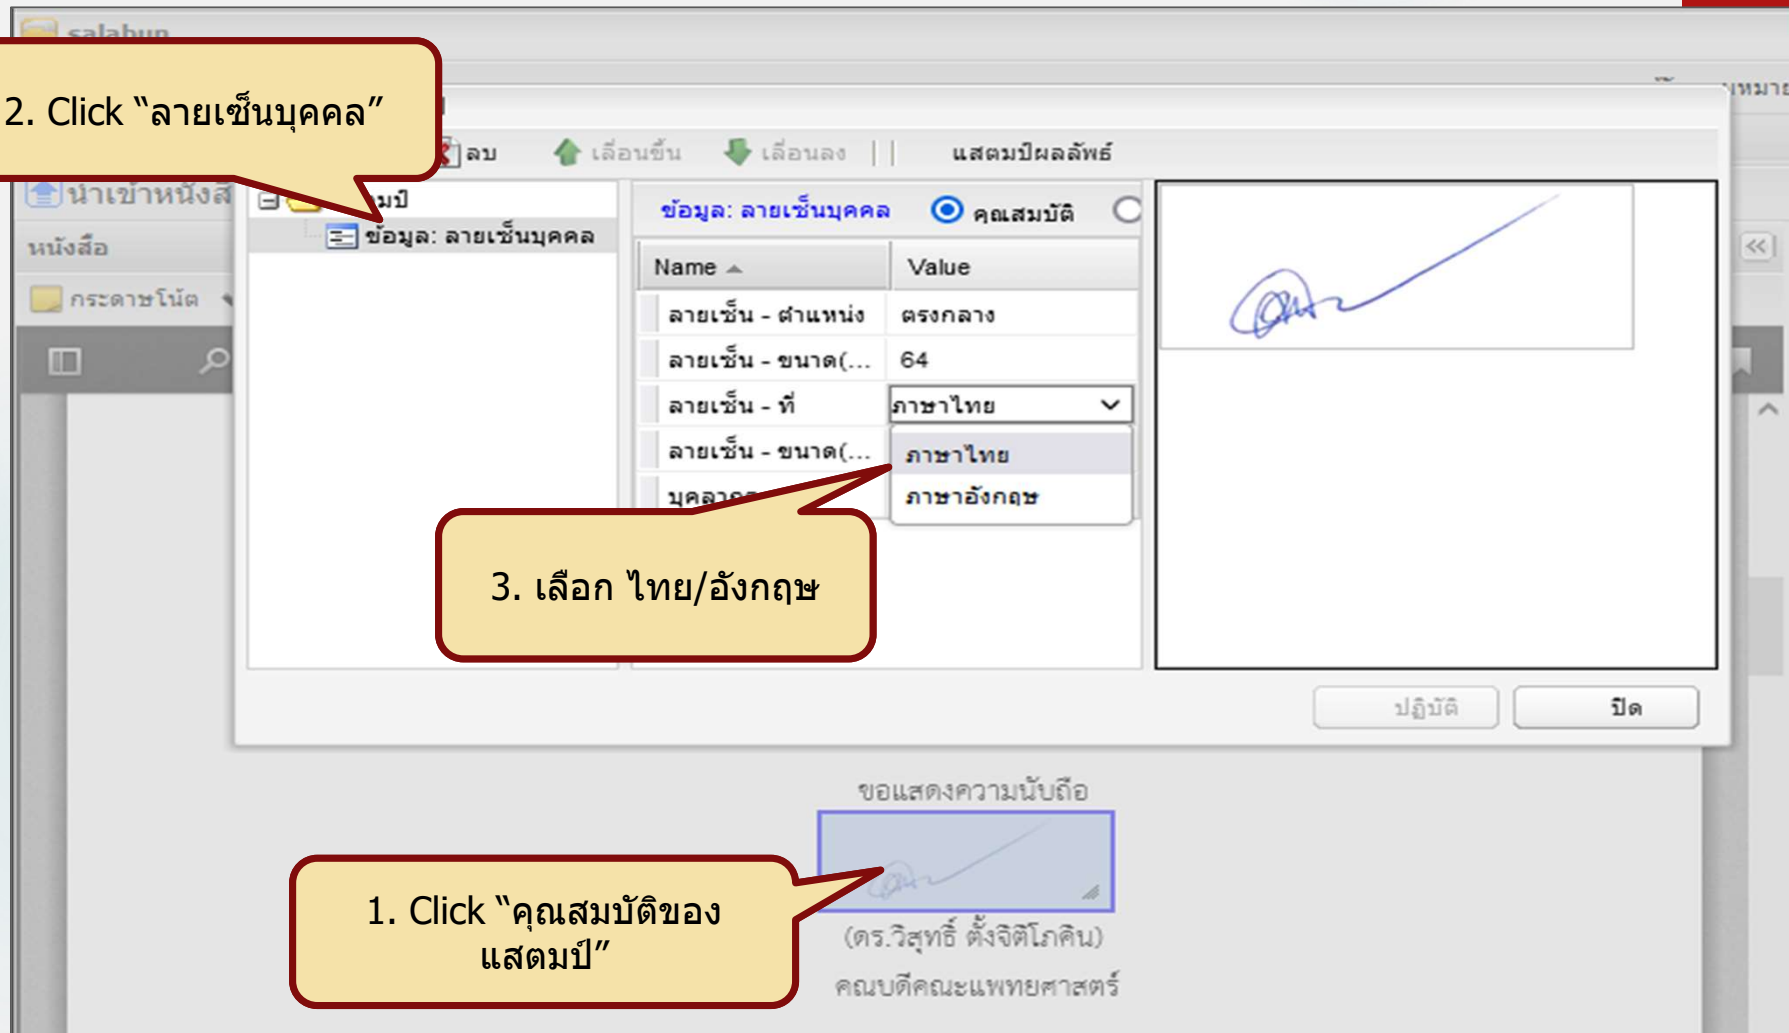 salabun
2. Click “ลายเซ็นบุคคล”
ลบ
เลื่อนขึ้น
เลื่อนลง
แสตมป์ผลลัพธ์
นำเข้าหนังสื
ข้อมูล: ลายเซ็นบุคคล
ข้อมูล: ลายเซ็นบุคคล
คุณสมบัติ
หนังสือ
Name
Value
กระดาษโน้ต
ลายเซ็น - ตำแหน่ง
ตรงกลาง
ลายเซ็น - ขนาด(...
64
ลายเซ็น - ที่
ภาษาไทย
ลายเซ็น - ขนาด(...
ภาษาไทย
ภาษาอังกฤษ
3. เลือก ไทย/อังกฤษ
ปฏิบัติ
ปิด
ขอแสดงความนับถือ
1. Click “คุณสมบัติของ
แสตมป์”
(ดร.วิสุทธิ์ ตั้งจิติโภคิน)
คณบดีคณะแพทยศาสตร์